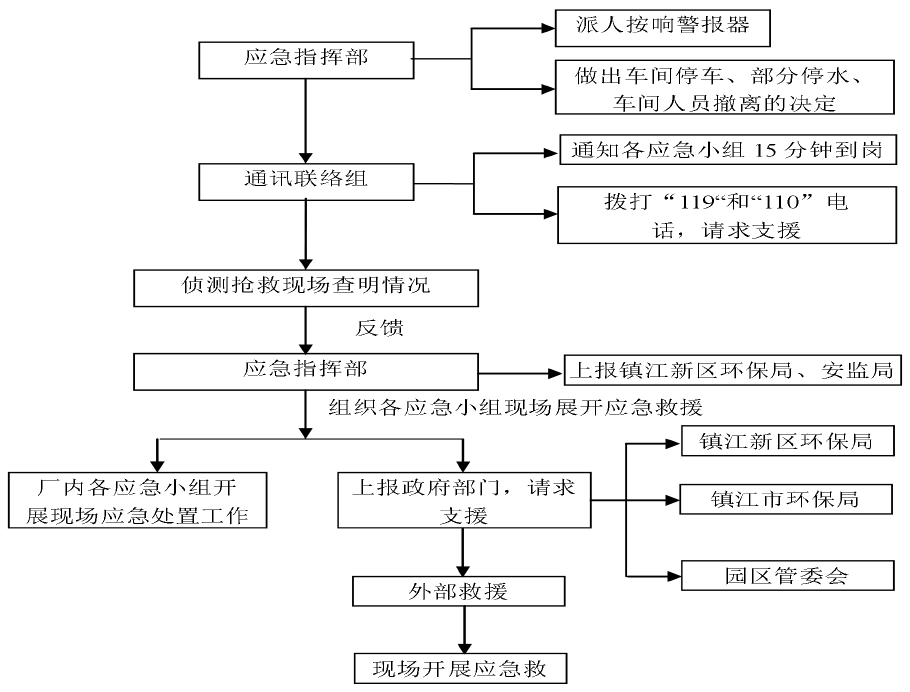 派人按响警报器
应急指挥部
做出车间停车、部分停水、
车间人员撤离的决定
通知各应急小组 15 分钟到岗
通讯联络组
拨打“119“和“110”电
话，请求支援
侦测抢救现场查明情况
反馈
应急指挥部
上报镇江新区环保局、安监局
组织各应急小组现场展开应急救援
镇江新区环保局
厂内各应急小组开
展现场应急处置工作
上报政府部门，请求
支援
镇江市环保局
园区管委会
外部救援
现场开展应急救